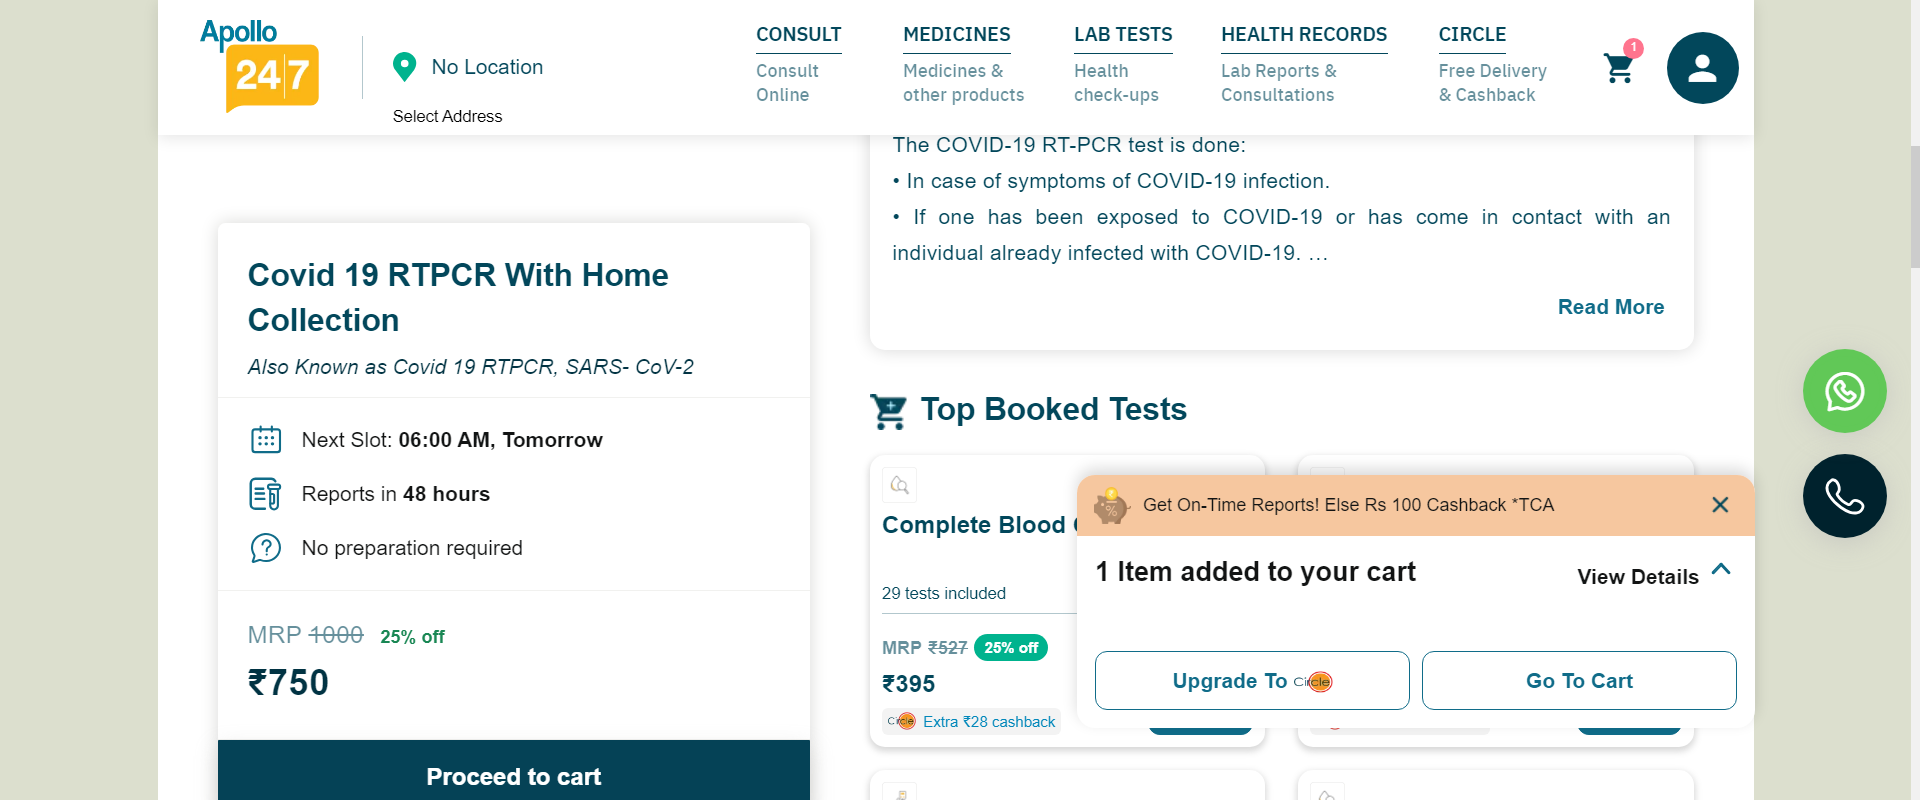 Apollo
24|7
No Location
Select Address
CONSULT
Consult
Online
MEDICINES
Medicines &
other products
LAB TESTS
Health
check-ups
HEALTH RECORDS
Lab Reports &
Consultations
CIRCLE
Free Delivery
& Cashback
1
The COVID-19 RT-PCR test is done:
• In case of symptoms of COVID-19 infection.
• If one has been exposed to COVID-19 or has come in contact with an
individual already infected with COVID-19. …
Read More
Covid 19 RTPCR With Home
Collection
Also Known as Covid 19 RTPCR, SARS- CoV-2
Next Slot: 06:00 AM, Tomorrow
Reports in 48 hours
No preparation required
MRP 1000 25% off
₹750
Proceed to cart
Top Booked Tests
Complete Blood
29 tests included
MRP ₹527 25% off
₹395
Circle Extra ₹28 cashback
Get On-Time Reports! Else Rs 100 Cashback *TCA
1 Item added to your cart
View Details
Upgrade To Circle
Go To Cart